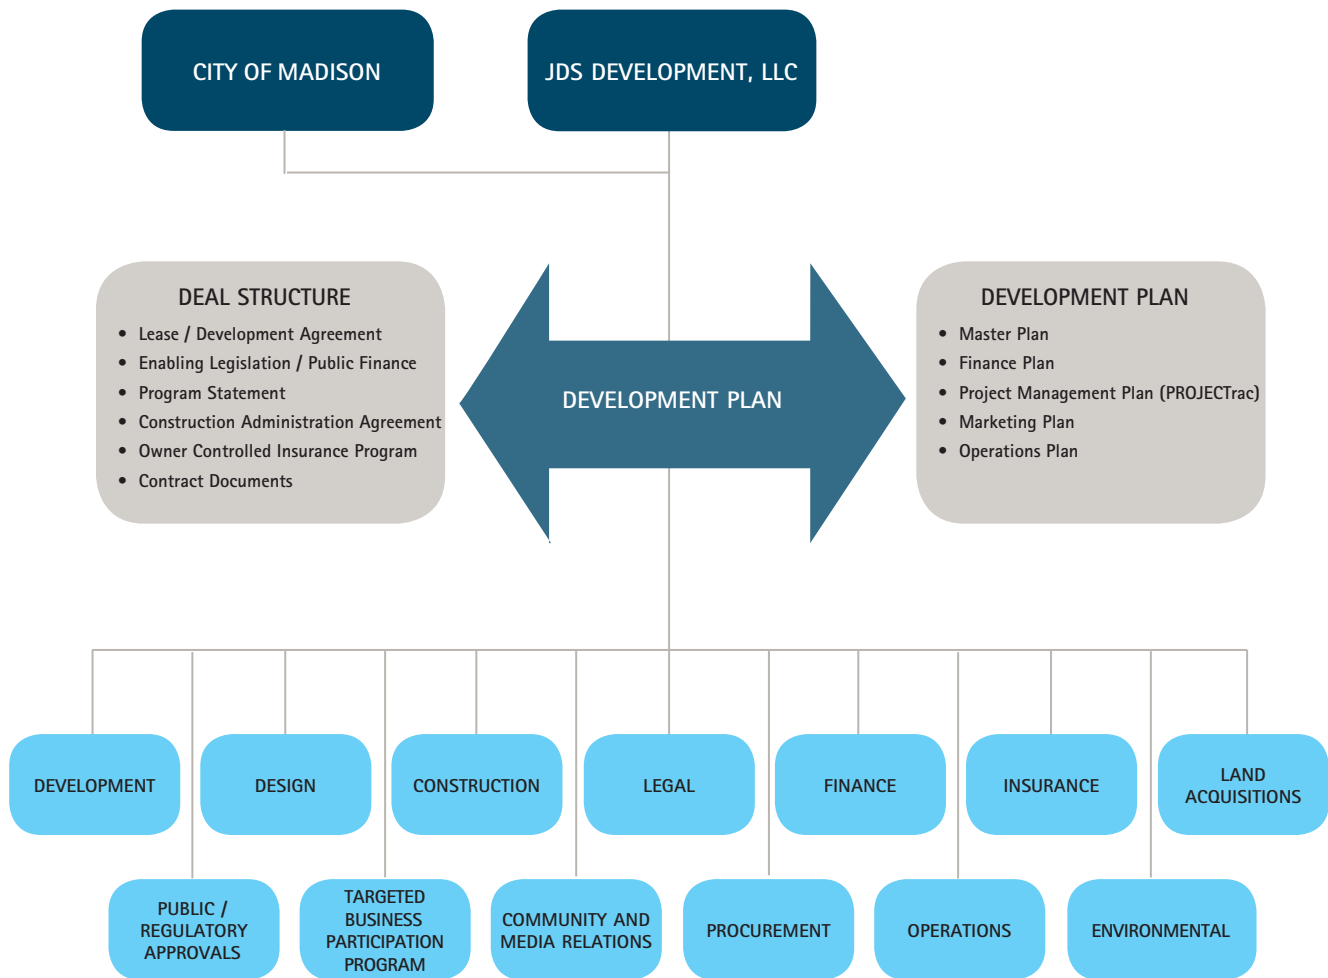 CITY OF MADISON
JDS DEVELOPMENT, LLC
DEAL STRUCTURE
• Lease / Development Agreement
• Enabling Legislation / Public Finance
• Program Statement
• Construction Administration Agreement
• Owner Controlled Insurance Program
• Contract Documents
DEVELOPMENT PLAN
DEVELOPMENT PLAN
• Master Plan
• Finance Plan
• Project Management Plan (PROJECTrac)
• Marketing Plan
• Operations Plan
DEVELOPMENT
DESIGN
CONSTRUCTION
LEGAL
FINANCE
INSURANCE
LAND
ACQUISITIONS
PUBLIC /
REGULATORY
APPROVALS
TARGETED
BUSINESS
PARTICIPATION
PROGRAM
COMMUNITY AND
MEDIA RELATIONS
PROCUREMENT
OPERATIONS
ENVIRONMENTAL